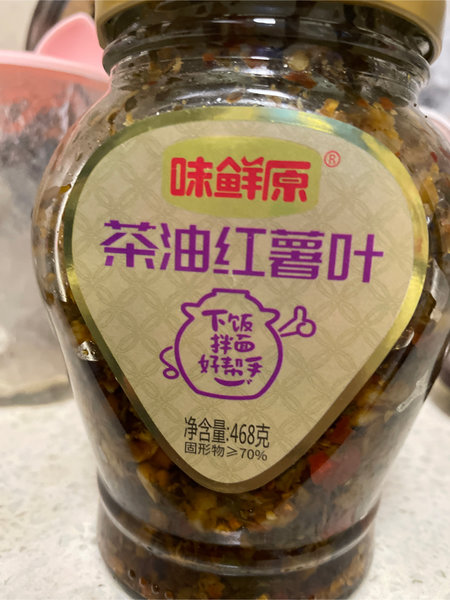 味鲜原®
茶油红薯叶
下饭
拌面
好帮手
净含量:468克
固形物≥70%